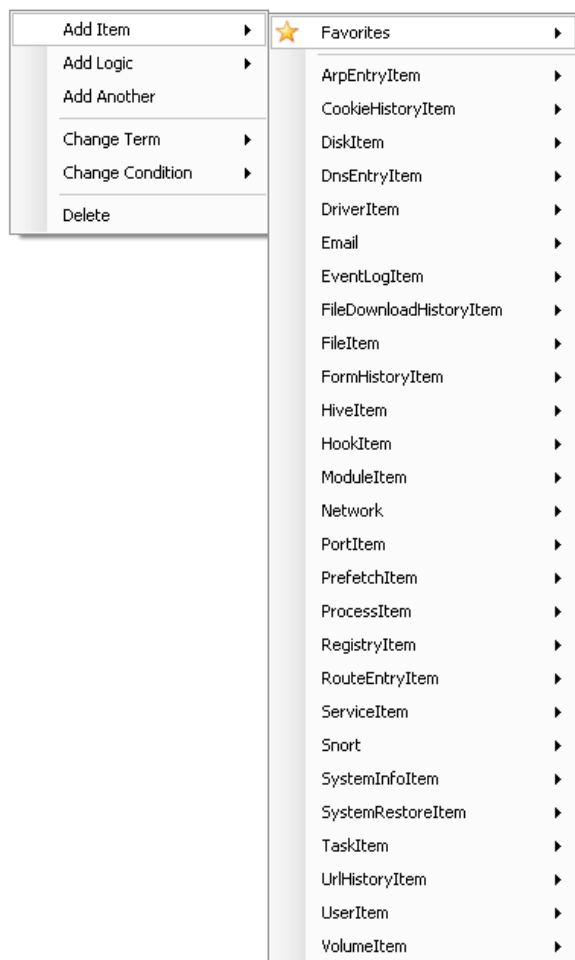 Add Item
Add Logic
Add Another
Change Term
Change Condition
Delete
Favorites
ArpEntryItem
CookieHistoryItem
DiskItem
DnsEntryItem
DriverItem
Email
EventLogItem
FileDownloadHistoryItem
FileItem
FormHistoryItem
HiveItem
HookItem
ModuleItem
Network
PortItem
PrefetchItem
ProcessItem
RegistryItem
RouteEntryItem
ServiceItem
Snort
SystemInfoItem
SystemRestoreItem
TaskItem
UrlHistoryItem
UserItem
VolumeItem